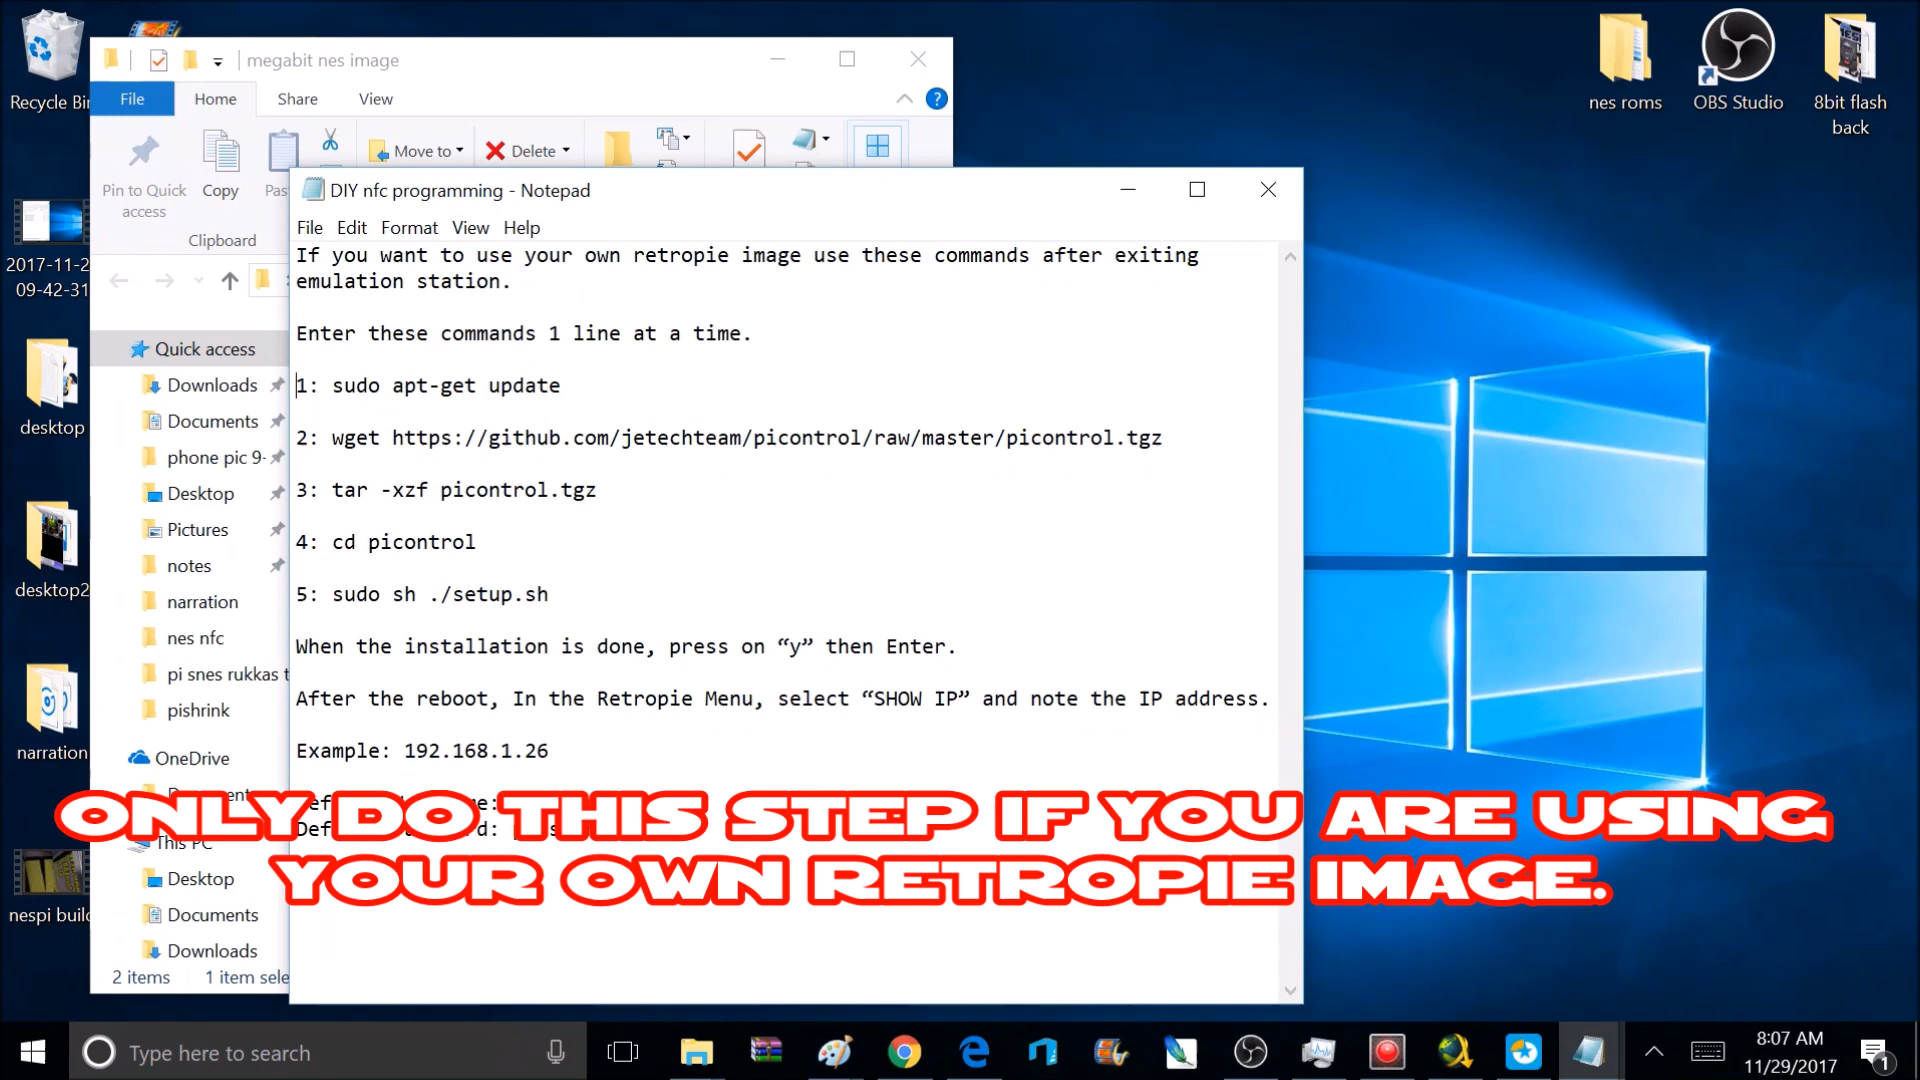 Recycle Bin
megabit nes image
File Home Share View
Pin to Quick access
Copy
Move to
Delete
Clipboard
nes roms
OBS Studio
8bit flash back
DIY nfc programming - Notepad
File Edit Format View Help
If you want to use your own retropie image use these commands after exiting
emulation station.
Enter these commands 1 line at a time.
1: sudo apt-get update
2: wget https://github.com/jetechteam/picontrol/raw/master/picontrol.tgz
3: tar -xzf picontrol.tgz
4: cd picontrol
5: sudo sh ./setup.sh
When the installation is done, press on “y” then Enter.
After the reboot, In the Retropie Menu, select “SHOW IP” and note the IP address.
Example: 192.168.1.26
2017-11-2
09-42-31
desktop
desktop2
narration
nespi build
Quick access
Downloads
Documents
phone pic 9-
Desktop
Pictures
notes
narration
nes nfc
pi snes rukkas t
pishrink
OneDrive
This PC
Desktop
Documents
Downloads
2 items 1 item sele
ONLY DO THIS STEP IF YOU ARE USING
YOUR OWN RETROPIE IMAGE.
Type here to search
8:07 AM
11/29/2017
1